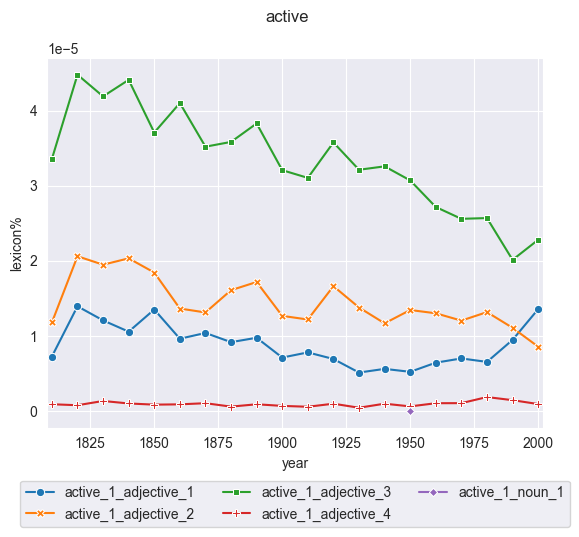 active
1e−5
4
3
2
1
0
lexicon%
1825 1850 1875 1900 1925 1950 1975 2000
year
active_1_adjective_1 active_1_adjective_3 active_1_noun_1
active_1_adjective_2 active_1_adjective_4